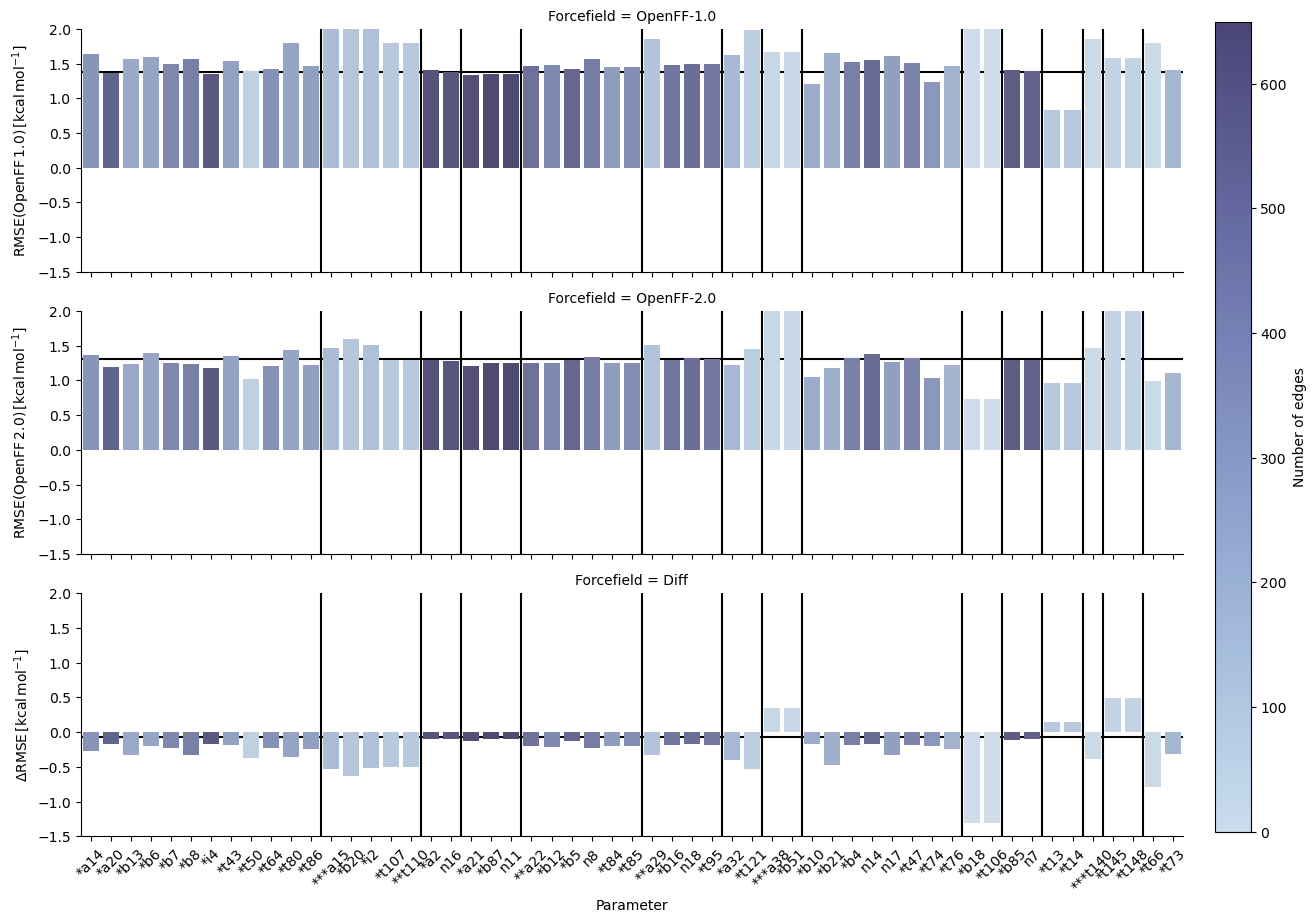 Forcefield = OpenFF-1.0
RMSE(OpenFF 1.0) [kcal mol⁻¹]
2.0
1.5
1.0
0.5
0.0
−0.5
−1.0
−1.5
Forcefield = OpenFF-2.0
RMSE(OpenFF 2.0) [kcal mol⁻¹]
2.0
1.5
1.0
0.5
0.0
−0.5
−1.0
−1.5
Forcefield = Diff
ΔRMSE [kcal mol⁻¹]
2.0
1.5
1.0
0.5
0.0
−0.5
−1.0
−1.5
*a14
*a20
*b13
*b6
*b7
*b8
*i4
*t43
*t50
*t64
*t80
*t86
***a15
*b20
*i2
*t107
**t110
*a2
n16
*a21
*b87
n11
**a22
*b12
*b5
n8
*t84
*t85
**a29
*b16
n18
*t95
*a32
*t121
***a38
*b51
*b10
*b21
*b4
n14
n17
*t47
*t74
*t76
*b18
*t106
*b85
n7
*t13
*t14
***t140
*t145
*t148
*t66
*t73
Parameter
600
500
400
300
200
100
0
Number of edges